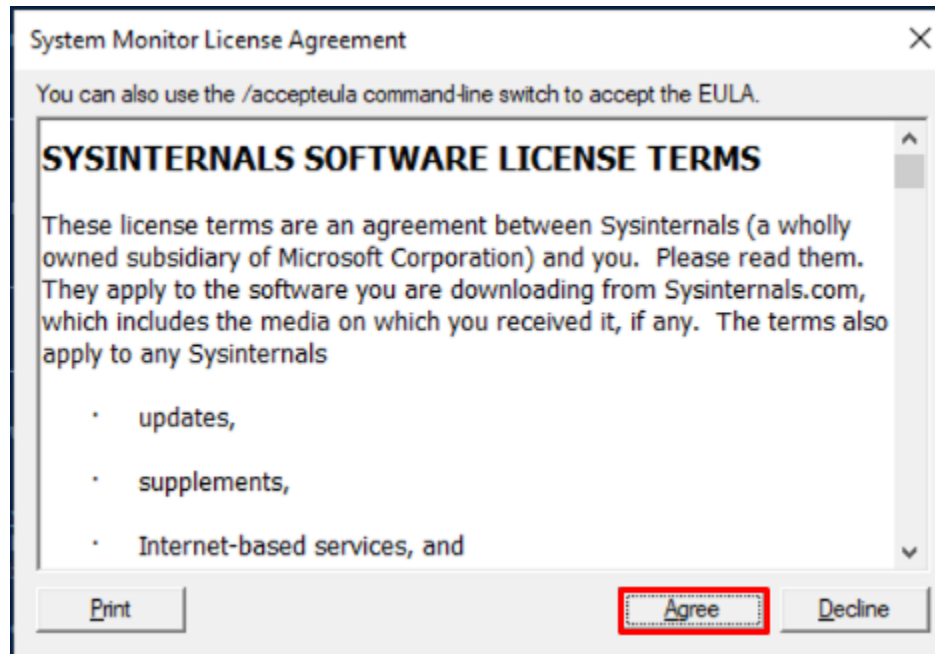 System Monitor License Agreement
You can also use the /accepteula command-line switch to accept the EULA.
SYSINTERNALS SOFTWARE LICENSE TERMS
These license terms are an agreement between Sysinternals (a wholly
owned subsidiary of Microsoft Corporation) and you.  Please read them.
They apply to the software you are downloading from Sysinternals.com,
which includes the media on which you received it, if any.  The terms also
apply to any Sysinternals
· updates,
· supplements,
· Internet-based services, and
Print Agree Decline